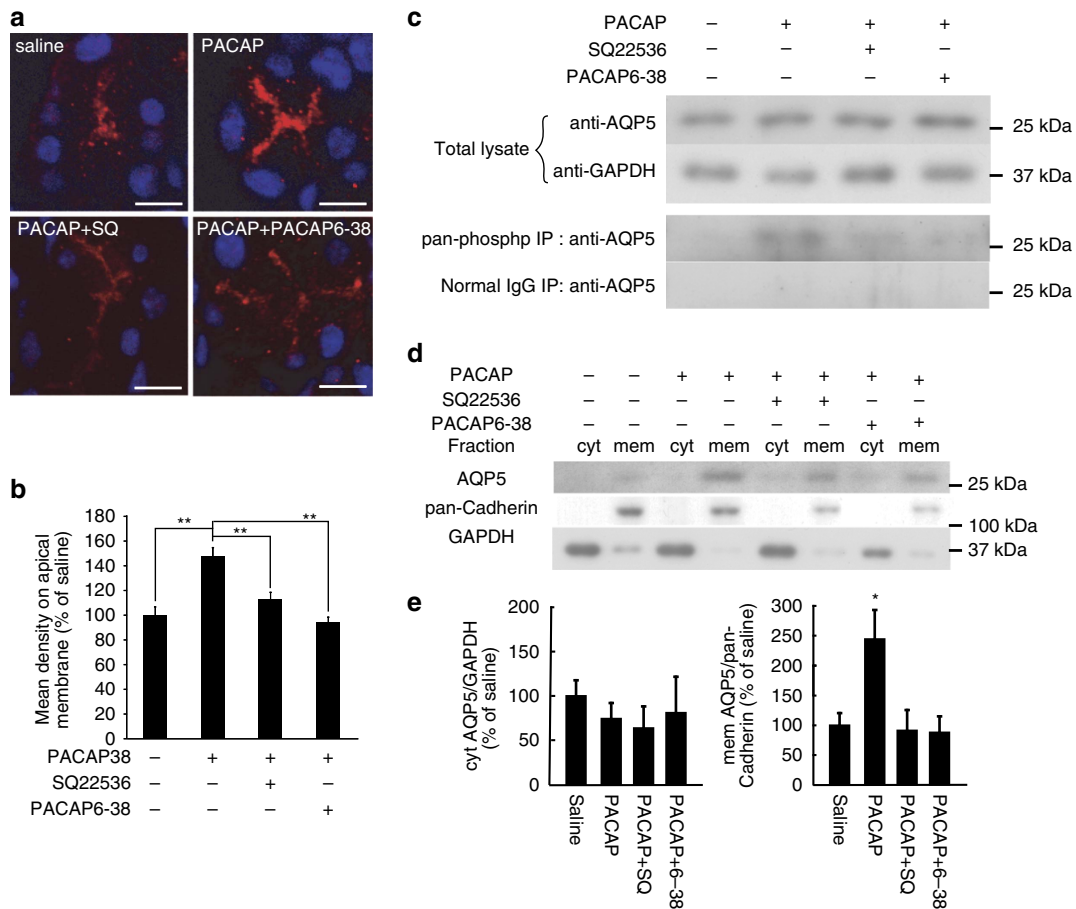 a
saline
PACAP
PACAP+SQ
PACAP+PACAP6-38
b
Mean density on apical
membrane (% of saline)
180
160
140
120
100
80
60
40
20
0
** ** **
PACAP38 – + + +
SQ22536 – – + –
PACAP6-38 – – – +
c
PACAP – + + +
SQ22536 – – + –
PACAP6-38 – – – +
Total lysate
anti-AQP5 25 kDa
anti-GAPDH 37 kDa
pan-phosphp IP : anti-AQP5 25 kDa
Normal IgG IP: anti-AQP5 25 kDa
d
PACAP – – + + + + + +
SQ22536 – – – – + + – –
PACAP6-38 – – – – – – + +
Fraction cyt mem cyt mem cyt mem cyt mem
AQP5 25 kDa
pan-Cadherin 100 kDa
GAPDH 37 kDa
e
cyt AQP5/GAPDH
(% of saline)
200
150
100
50
0
Saline
PACAP
PACAP+SQ
PACAP+6–38
mem AQP5/pan-
Cadherin (% of saline)
300
250
200
150
100
50
0
*
Saline
PACAP
PACAP+SQ
PACAP+6–38